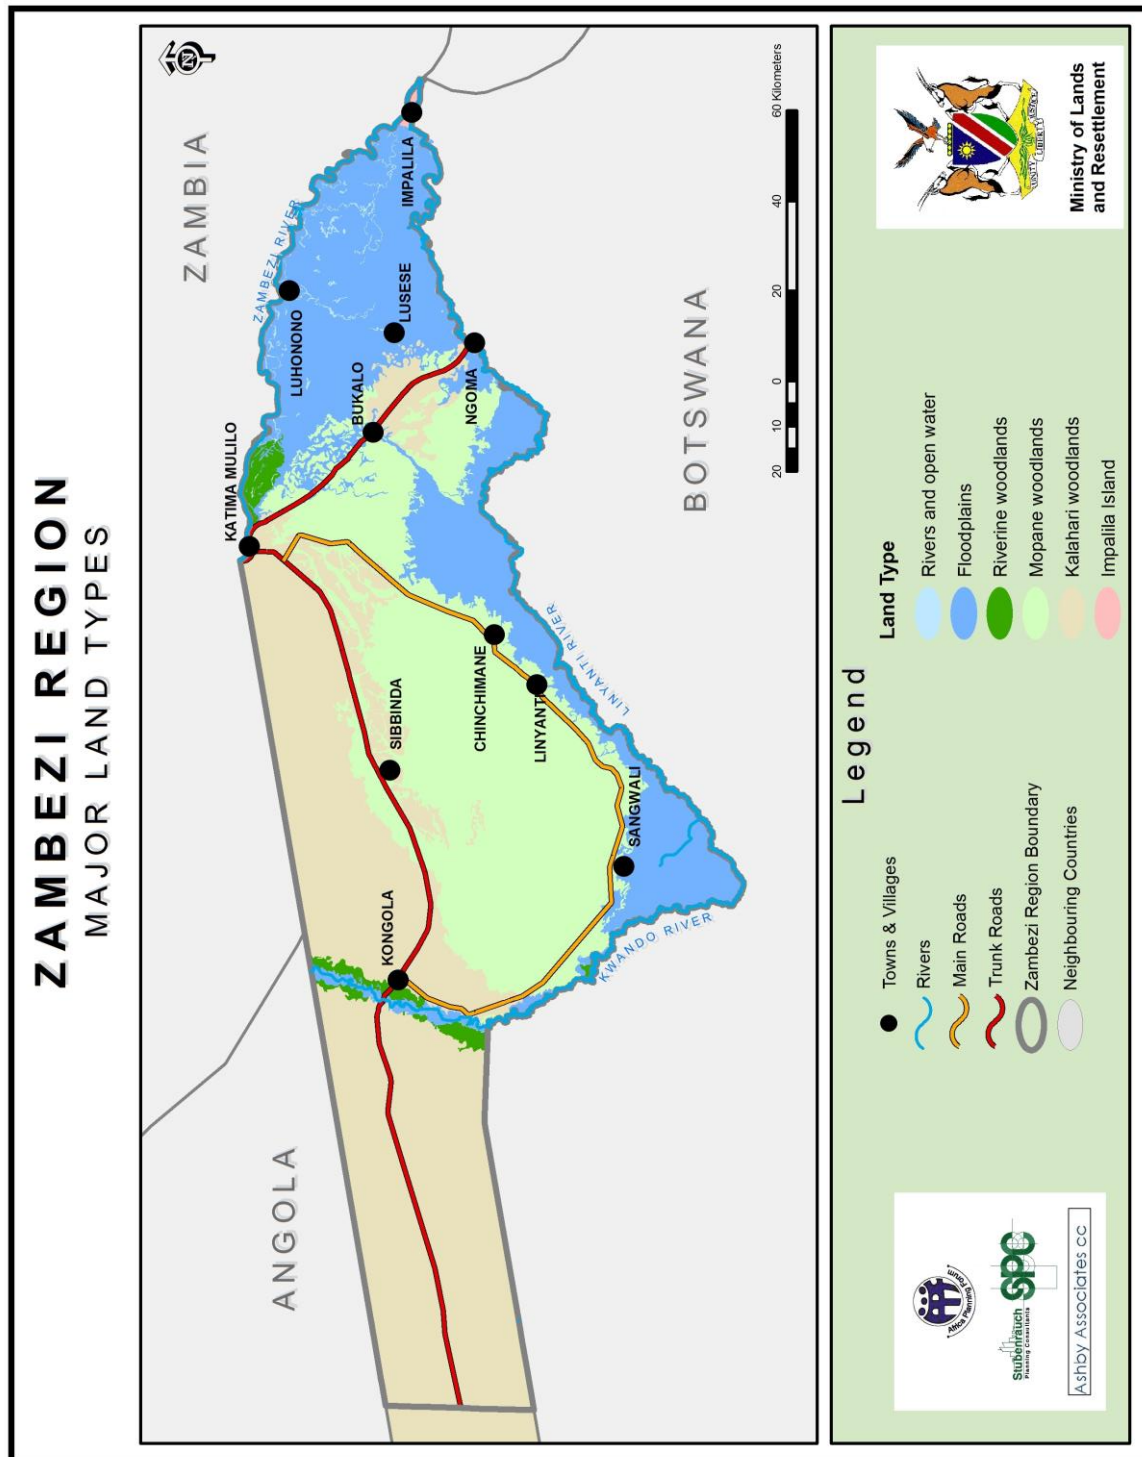 ZAMBEZI REGION
MAJOR LAND TYPES
N
ANGOLA
ZAMBIA
BOTSWANA
KONGOLA
SIBBINDA
KATIMA MULILO
BUKALO
LUHONONO
LUSESE
IMPALILA
NGOMA
CHINCHIMANE
LINYANTI
SANGWALI
ZAMBEZI RIVER
LINYANTI RIVER
KWANDO RIVER
20 10 0 20 40 60 Kilometers
Legend
Towns & Villages
Rivers
Main Roads
Trunk Roads
Zambezi Region Boundary
Neighbouring Countries
Land Type
Rivers and open water
Floodplains
Riverine woodlands
Mopane woodlands
Kalahari woodlands
Impalila Island
Africa Planning Forum
Stubenrauch
Planning Consultants
spc
Ashby Associates cc
UNITY LIBERTY JUSTICE
Ministry of Lands
and Resettlement